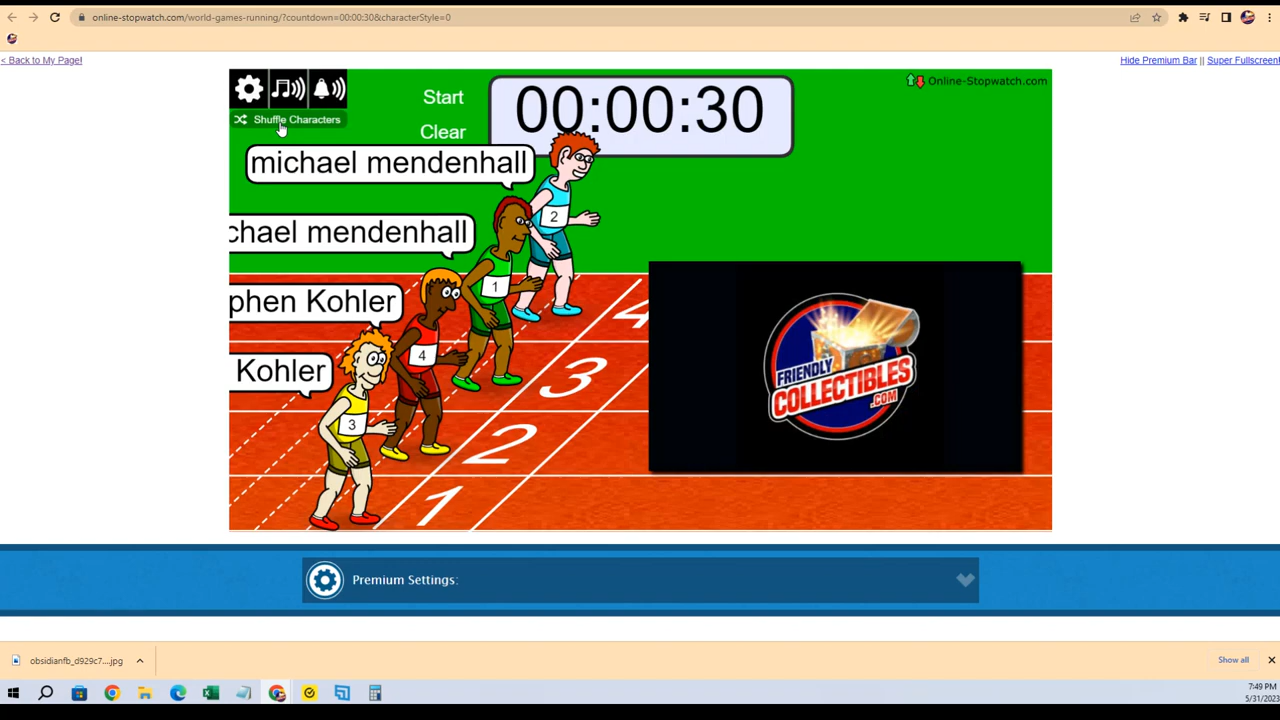 online-stopwatch.com/world-games-running/?countdown=00:00:30&characterStyle=0
< Back to My Page!
Hide Premium Bar || Super Fullscreen!
Start
00:00:30
Online-Stopwatch.com
Shuffle Characters
Clear
michael mendenhall
2
chael mendenhall
1
phen Kohler
4
Kohler
3
4
3
2
1
FRIENDLY
COLLECTIBLES
.COM
Premium Settings:
obsidianfb_d929c7....jpg
Show all
7:49 PM
5/31/2023